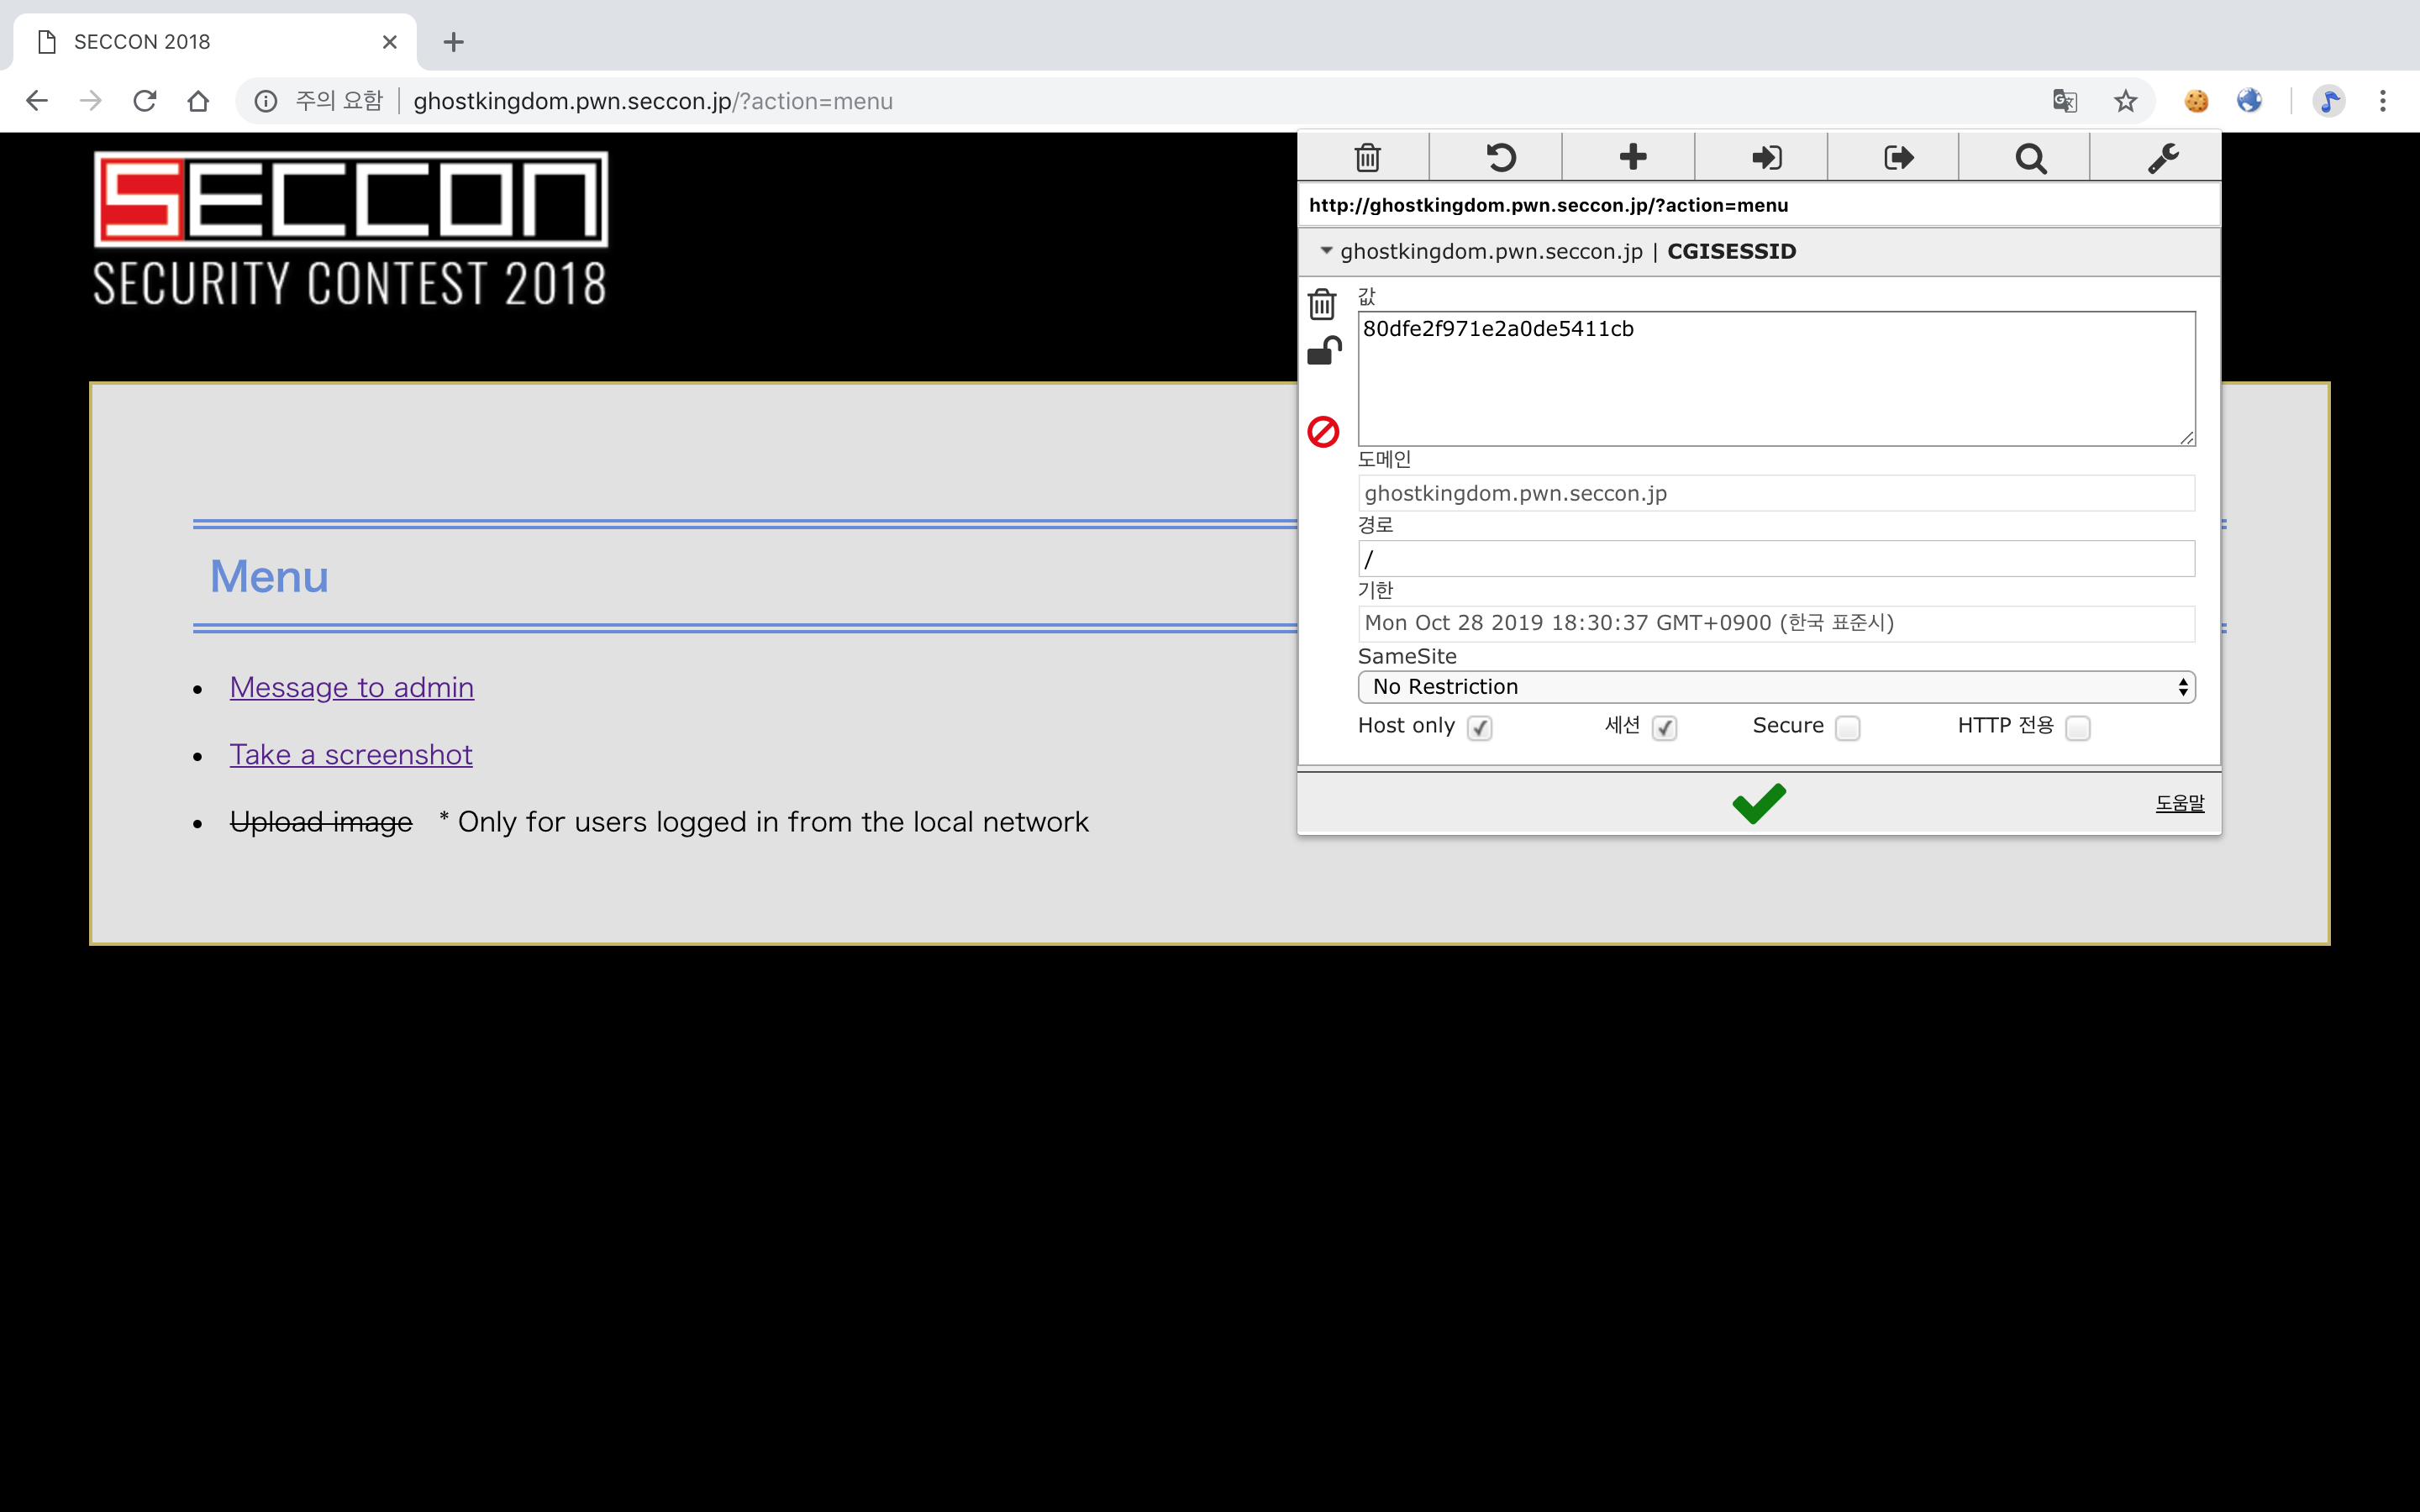 SECCON 2018
주의 요함 ghostkingdom.pwn.seccon.jp/?action=menu
SECCON
SECURITY CONTEST 2018
Menu
Message to admin
Take a screenshot
Upload image * Only for users logged in from the local network
http://ghostkingdom.pwn.seccon.jp/?action=menu
ghostkingdom.pwn.seccon.jp | CGISESSID
값
80dfe2f971e2a0de5411cb
도메인
ghostkingdom.pwn.seccon.jp
경로
/
기한
Mon Oct 28 2019 18:30:37 GMT+0900 (한국 표준시)
SameSite
No Restriction
Host only 세션 Secure HTTP 전용
도움말